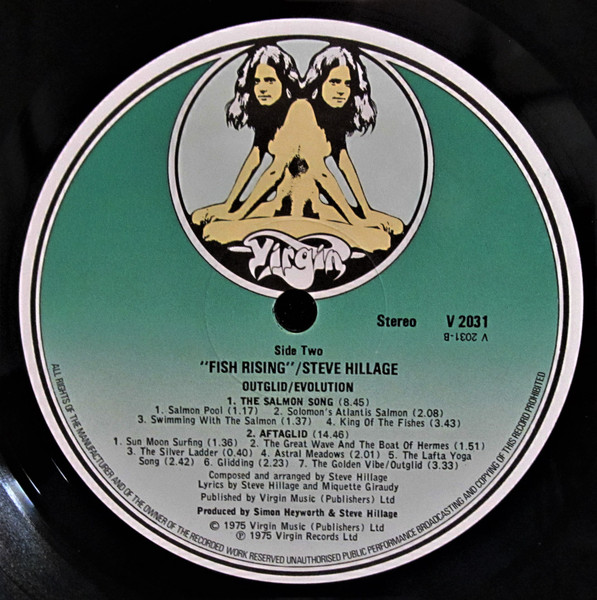 Virgin
Stereo V 2031
V 2031-B
Side Two
"FISH RISING"/STEVE HILLAGE
OUTGLID/EVOLUTION
1. THE SALMON SONG (8.45)
1. Salmon Pool (1.17) 2. Solomon's Atlantis Salmon (2.08)
3. Swimming With The Salmon (1.37) 4. King Of The Fishes (3.43)
2. AFTAGLID (14.46)
1. Sun Moon Surfing (1.36) 2. The Great Wave And The Boat Of Hermes (1.51)
3. The Silver Ladder (0.40) 4. Astral Meadows (2.01) 5. The Lafta Yoga
Song (2.42) 6. Glidding (2.23) 7. The Golden Vibe/Outglid (3.33)
Composed and arranged by Steve Hillage
Lyrics by Steve Hillage and Miquette Giraudy
Published by Virgin Music (Publishers) Ltd
Produced by Simon Heyworth & Steve Hillage
© 1975 Virgin Music (Publishers) Ltd
℗ 1975 Virgin Records Ltd
ALL RIGHTS OF THE MANUFACTURER AND OF THE OWNER OF THE RECORDED WORK RESERVED UNAUTHORISED PUBLIC PERFORMANCE BROADCASTING AND COPYING OF THIS RECORD PROHIBITED